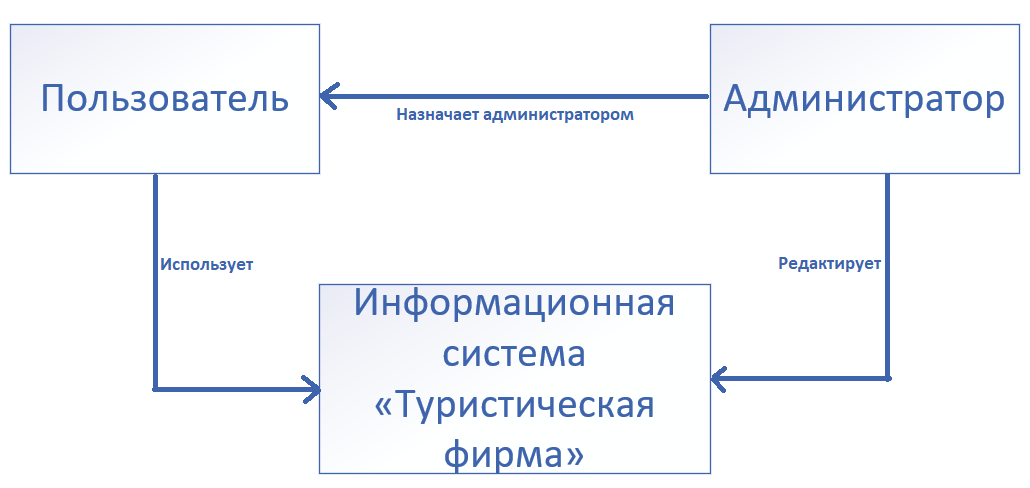 Пользователь
Администратор
Назначает администратором
Использует
Редактирует
Информационная
система
«Туристическая
фирма»